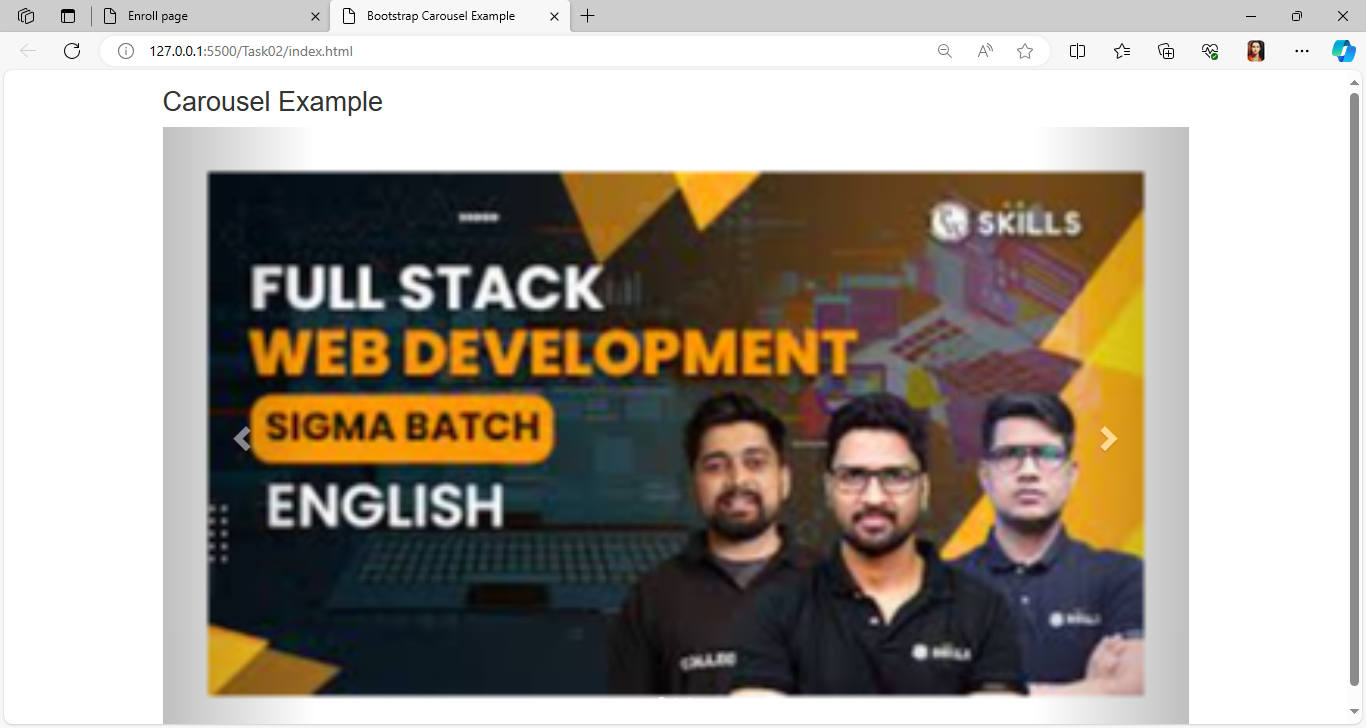 Enroll page
Bootstrap Carousel Example
127.0.0.1:5500/Task02/index.html
Carousel Example
SKILLS
FULL STACK
WEB DEVELOPMENT
SIGMA BATCH
ENGLISH
SKILLS